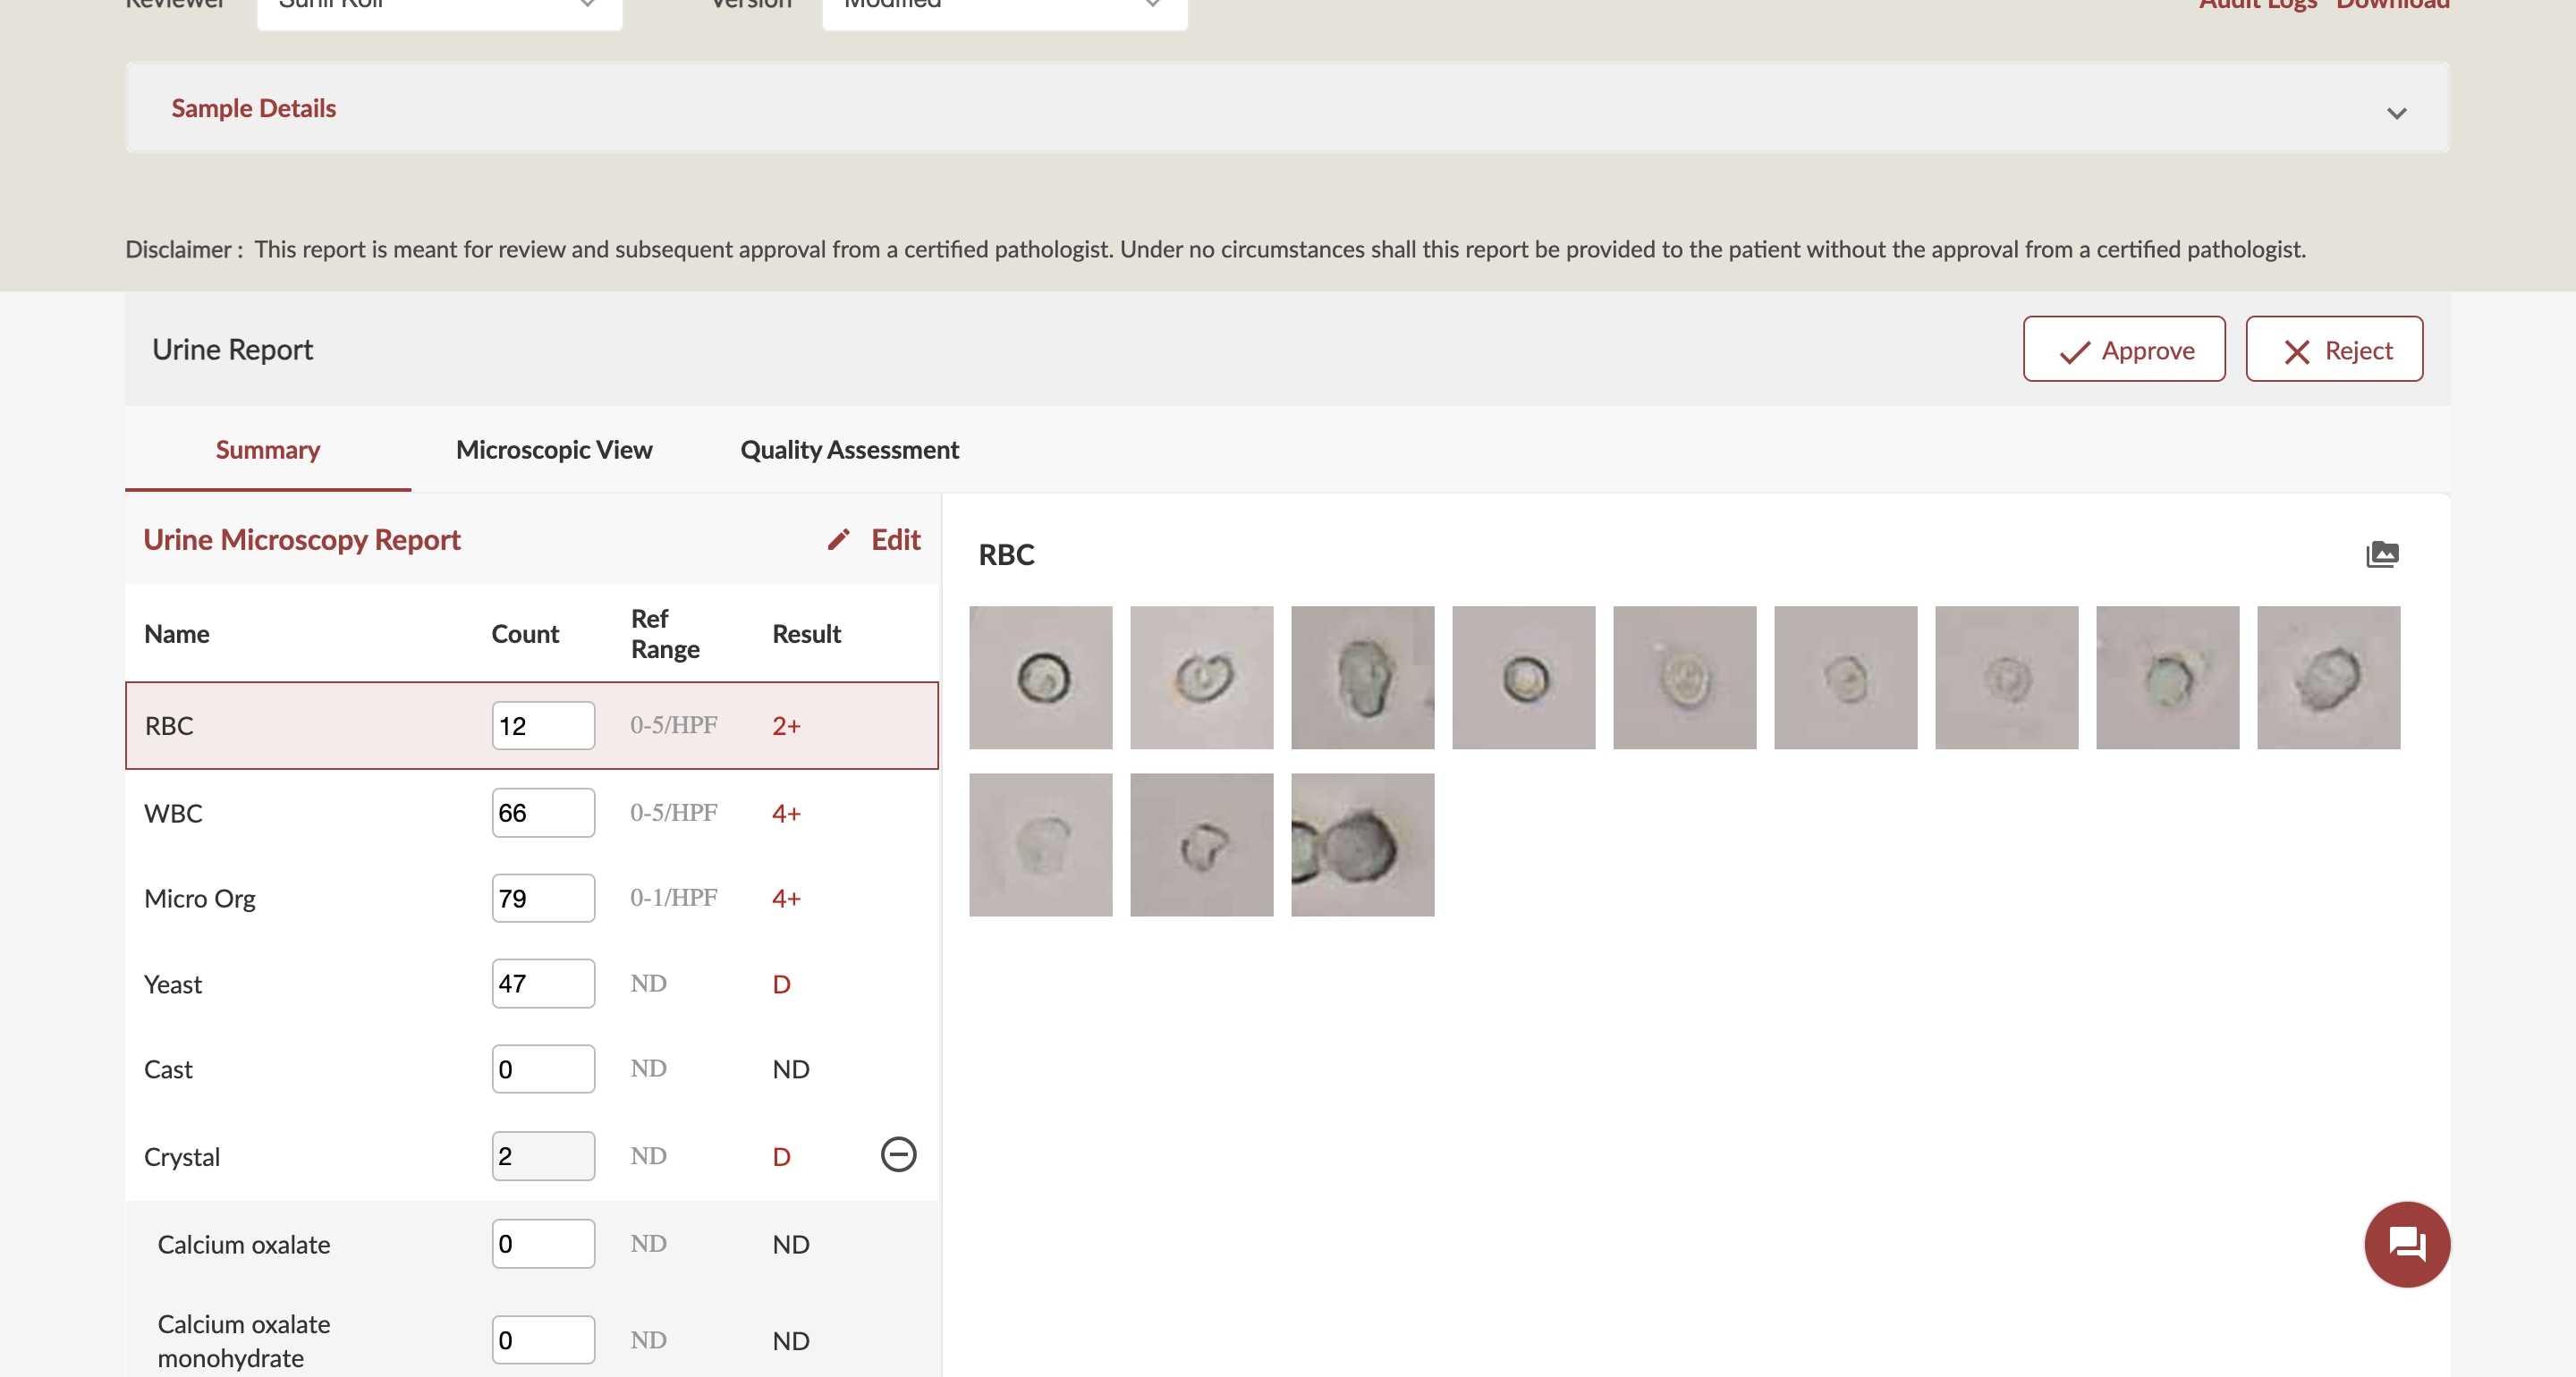 Reviewer Sunil Koli Version Modified Audit Logs Download
Sample Details
Disclaimer : This report is meant for review and subsequent approval from a certified pathologist. Under no circumstances shall this report be provided to the patient without the approval from a certified pathologist.
Urine Report Approve Reject
Summary Microscopic View Quality Assessment
Urine Microscopy Report Edit
RBC
Name Count Ref Range Result
RBC 12 0-5/HPF 2+
WBC 66 0-5/HPF 4+
Micro Org 79 0-1/HPF 4+
Yeast 47 ND D
Cast 0 ND ND
Crystal 2 ND D
Calcium oxalate 0 ND ND
Calcium oxalate monohydrate 0 ND ND